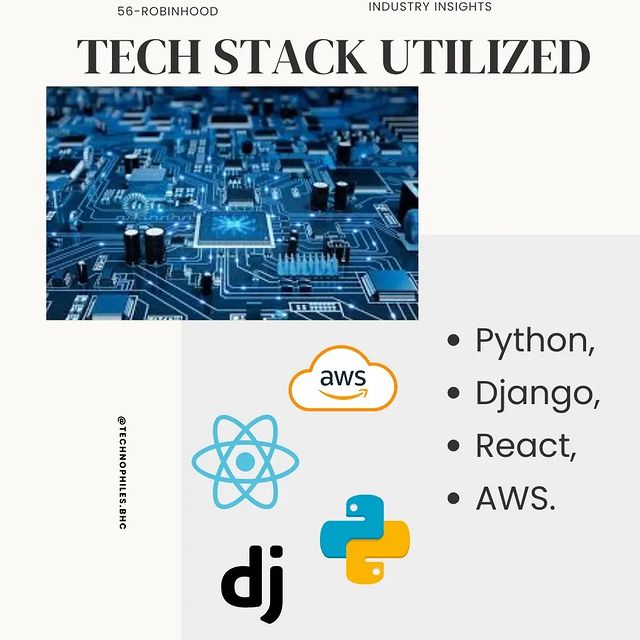 56-ROBINHOOD
INDUSTRY INSIGHTS
TECH STACK UTILIZED
aws
dj
@TECHNOPHILES.BHC
• Python,
• Django,
• React,
• AWS.